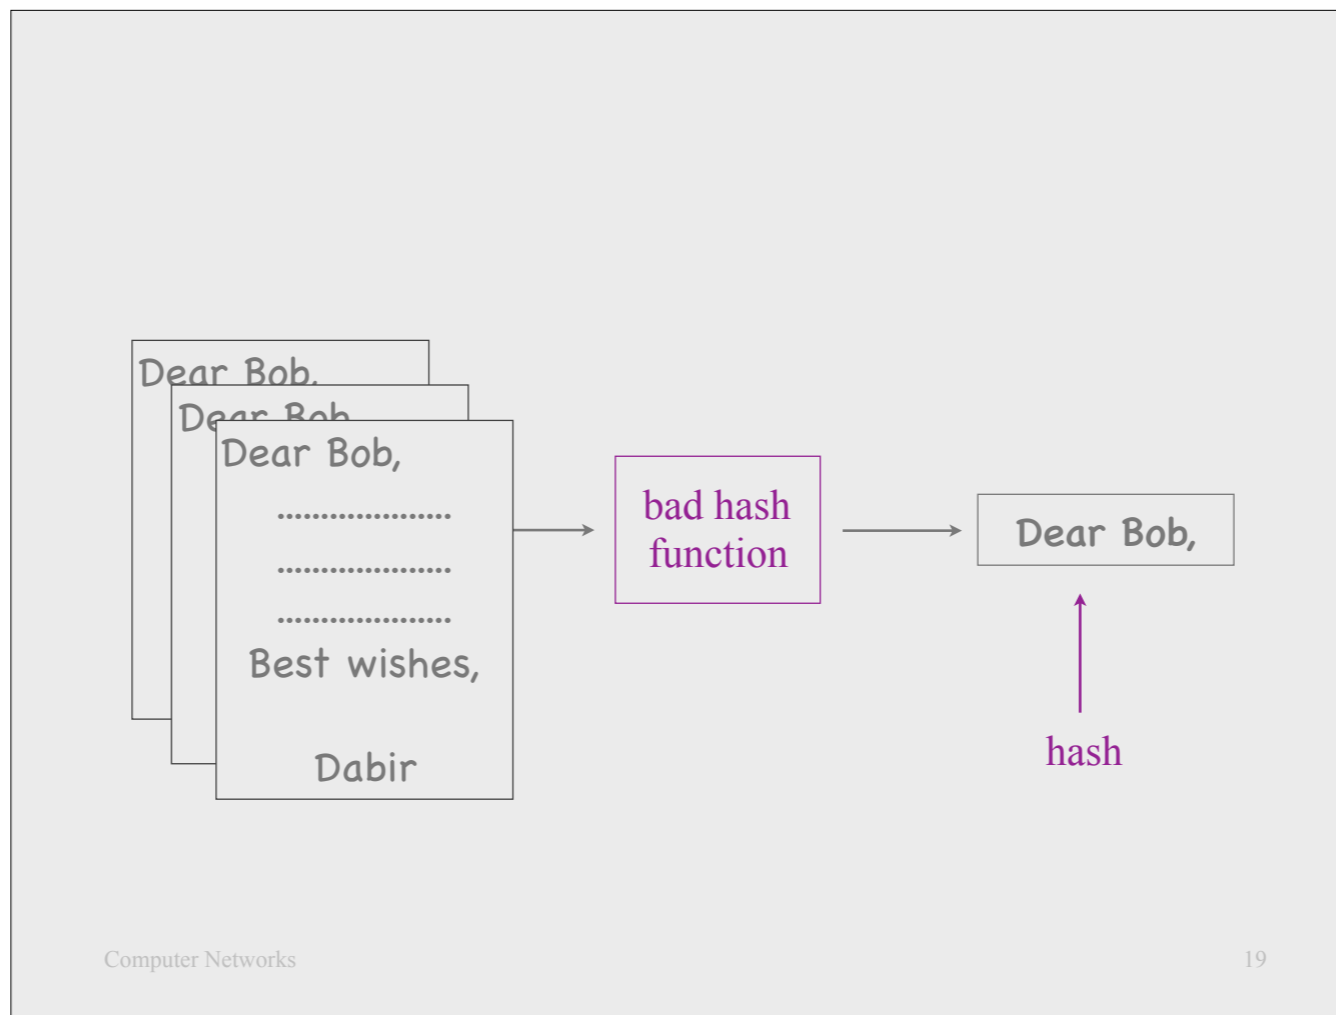 Dear Bob,
Dear Bob
Dear Bob,
....................
....................
....................
Best wishes,
Dabir
bad hash
function
Dear Bob,
hash
Computer Networks
19